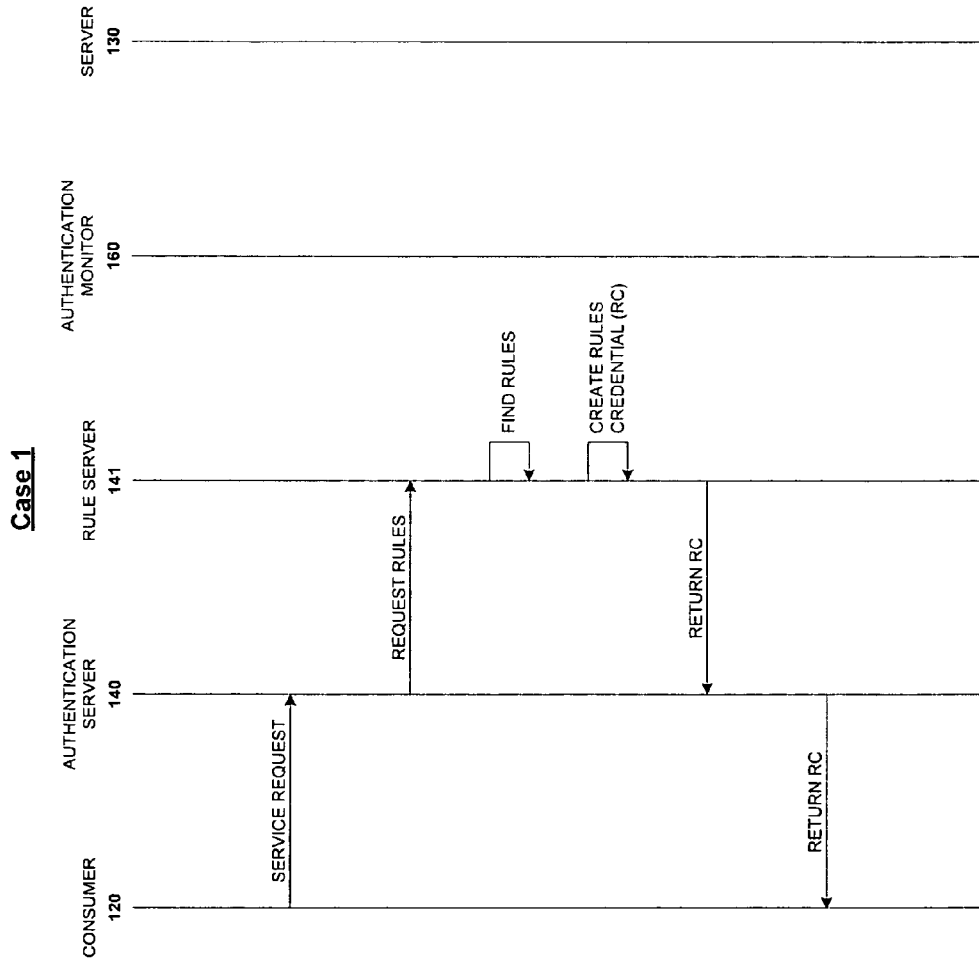 Case 1
CONSUMER
120
AUTHENTICATION
SERVER
140
RULE SERVER
141
AUTHENTICATION
MONITOR
160
SERVER
130
SERVICE REQUEST
REQUEST RULES
FIND RULES
CREATE RULES
CREDENTIAL (RC)
RETURN RC
RETURN RC